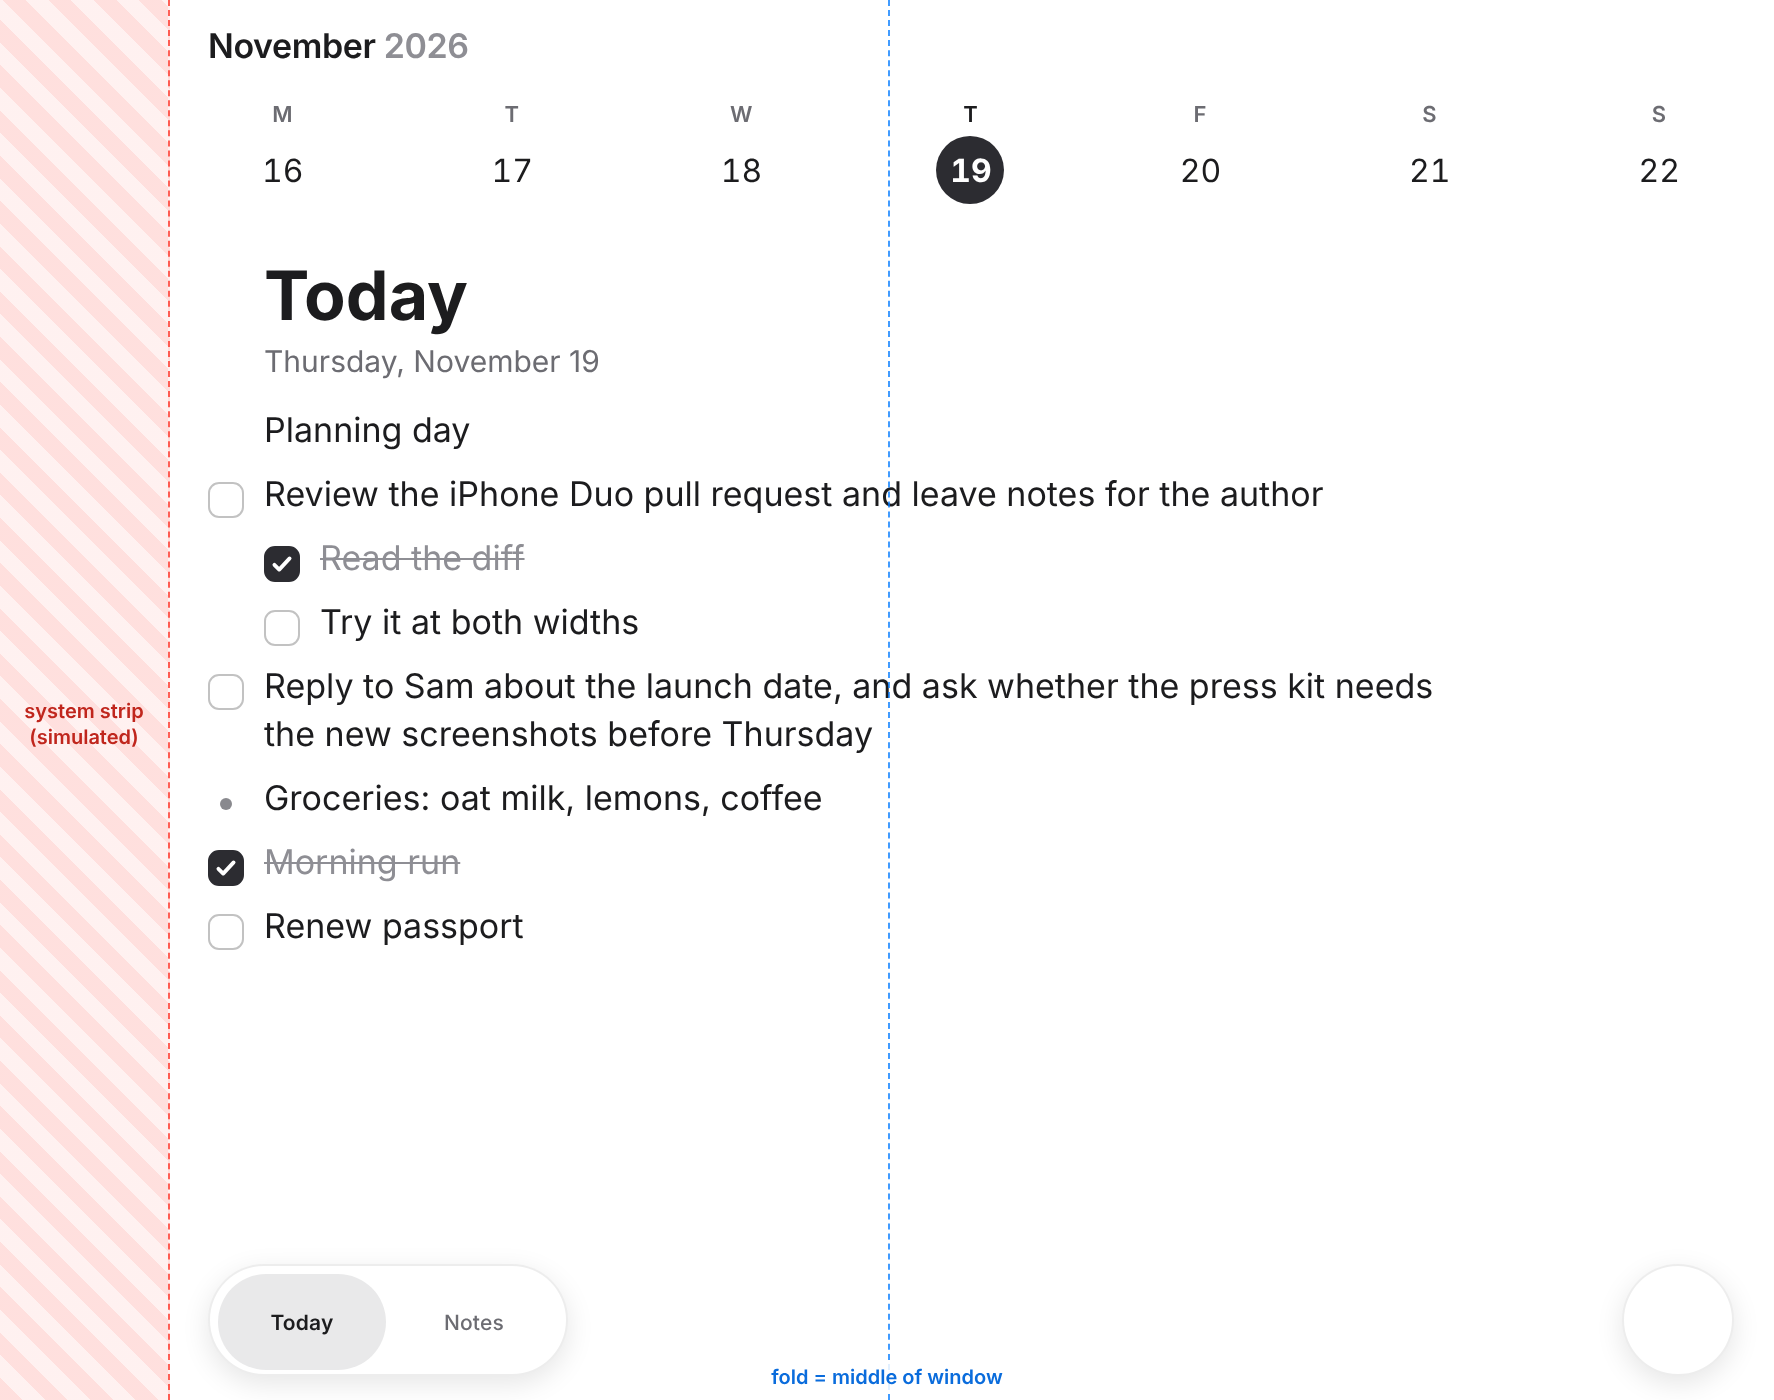 November 2026
M T W T F S S
16 17 18 19 20 21 22
Today
Thursday, November 19
Planning day
Review the iPhone Duo pull request and leave notes for the author
Read the diff
Try it at both widths
Reply to Sam about the launch date, and ask whether the press kit needs
the new screenshots before Thursday
Groceries: oat milk, lemons, coffee
Morning run
Renew passport
system strip
(simulated)
Today Notes
fold = middle of window